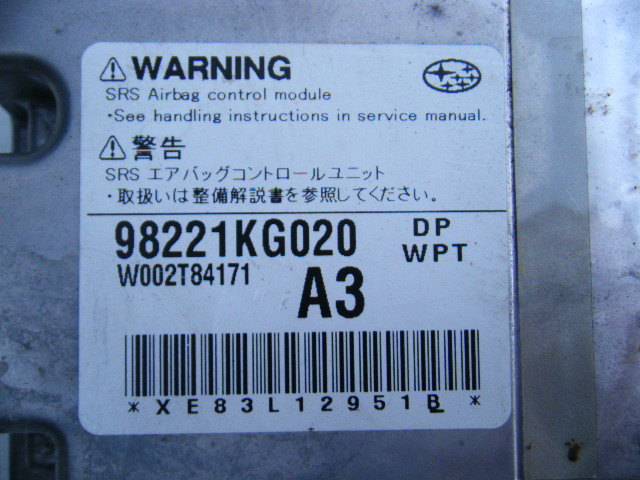 ⚠ WARNING
SRS Airbag control module
・See handling instructions in service manual.
⚠ 警告
SRS エアバッグコントロールユニット
・取扱いは整備解説書を参照してください。
98221KG020 DP
W002T84171 A3 WPT
*XE83L12951B*